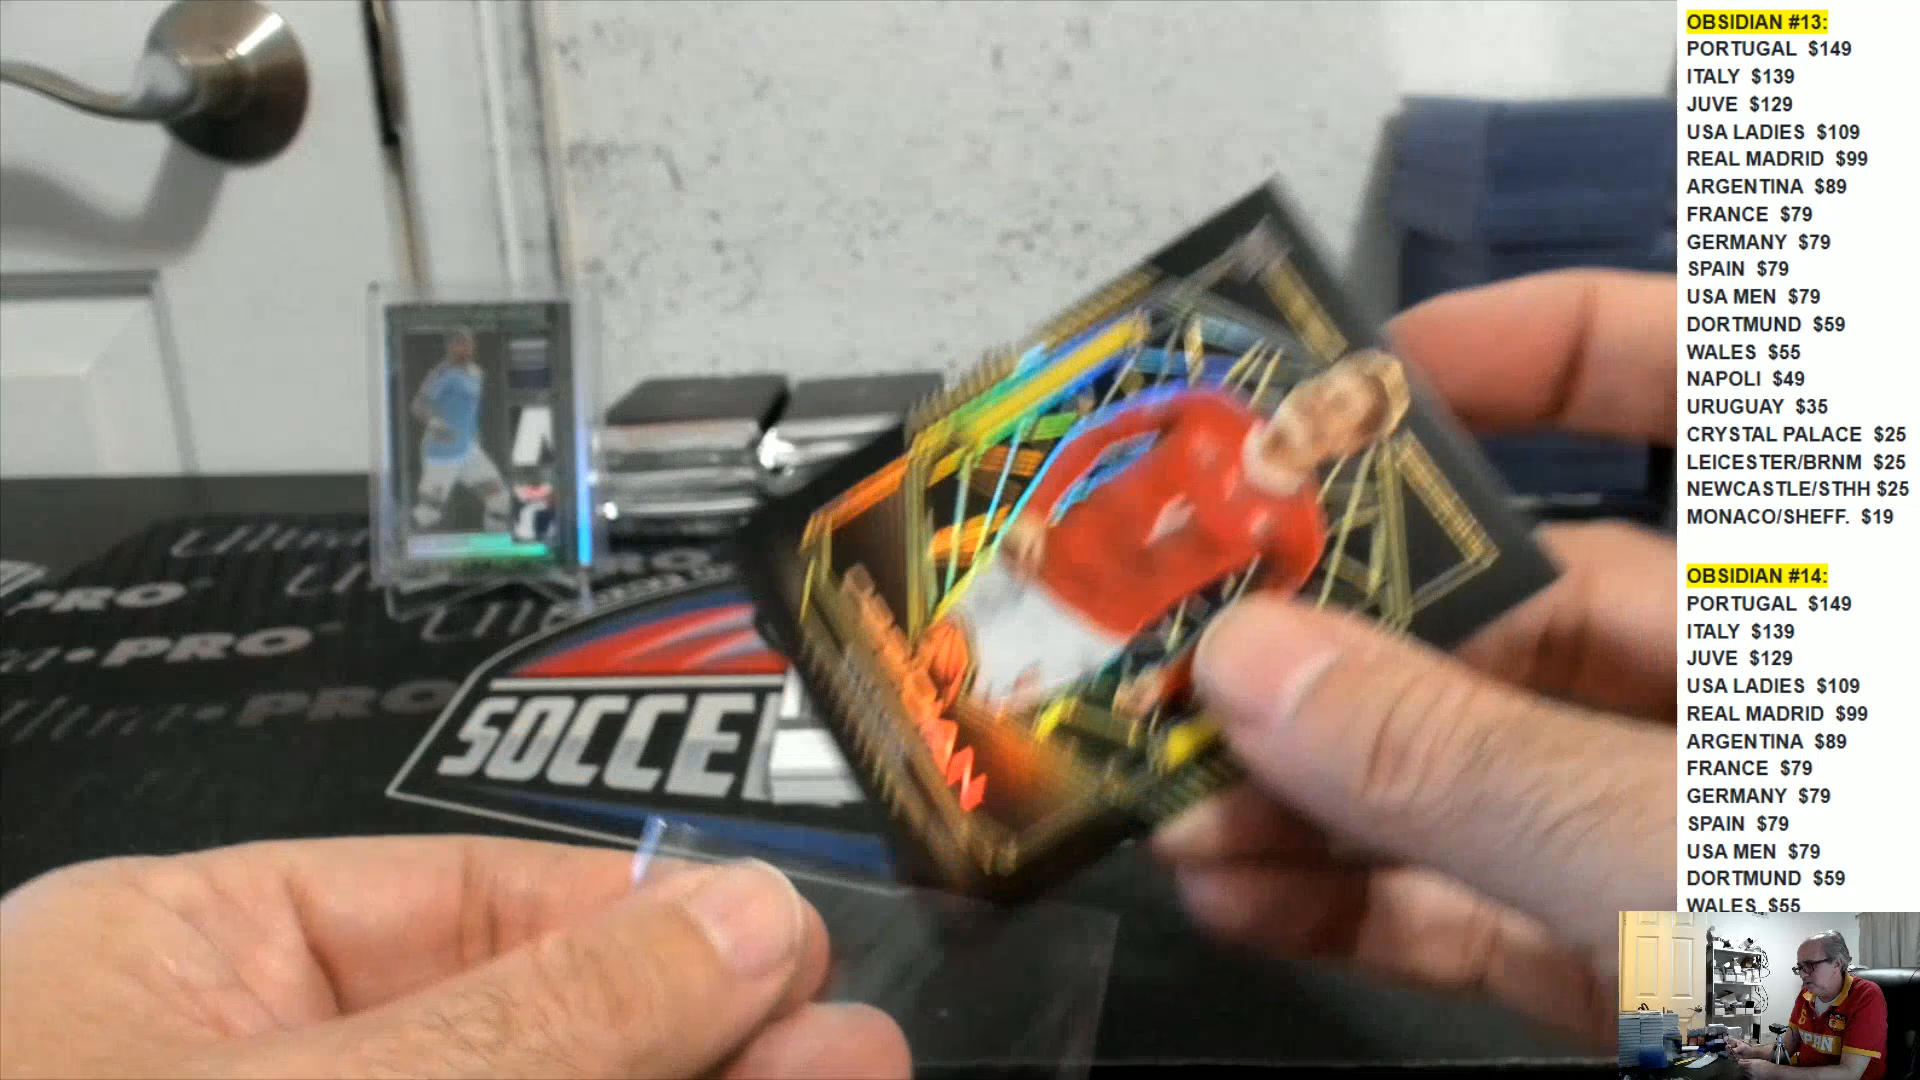 OBSIDIAN #13:
PORTUGAL $149
ITALY $139
JUVE $129
USA LADIES $109
REAL MADRID $99
ARGENTINA $89
FRANCE $79
GERMANY $79
SPAIN $79
USA MEN $79
DORTMUND $59
WALES $55
NAPOLI $49
URUGUAY $35
CRYSTAL PALACE $25
LEICESTER/BRNM $25
NEWCASTLE/STHH $25
MONACO/SHEFF. $19
OBSIDIAN #14:
PORTUGAL $149
ITALY $139
JUVE $129
USA LADIES $109
REAL MADRID $99
ARGENTINA $89
FRANCE $79
GERMANY $79
SPAIN $79
USA MEN $79
DORTMUND $59
WALES $55
PRO
PRO
Ultra PRO
SOCCE